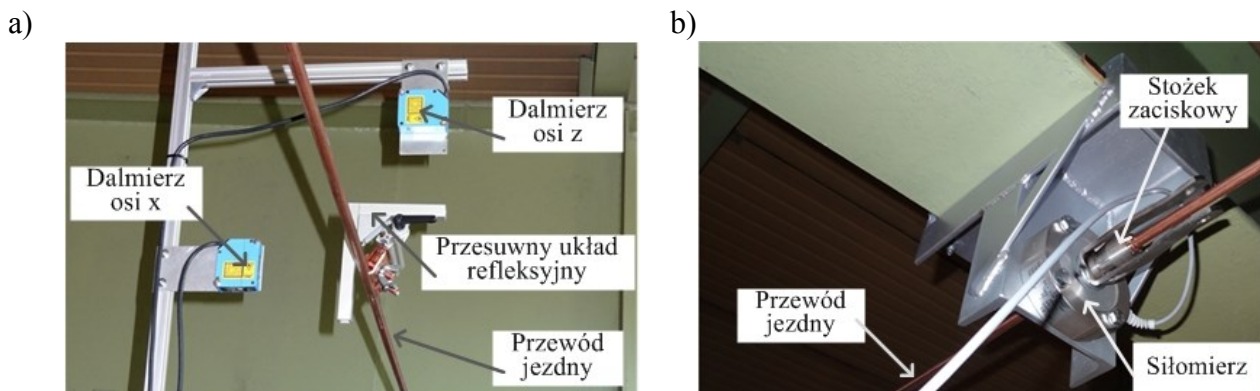 a)
Dalmierz
osi z
Dalmierz
osi x
Przesuwny układ
refleksyjny
Przewód
jezdny
b)
Stożek
zaciskowy
Przewód
jezdny
Siłomierz